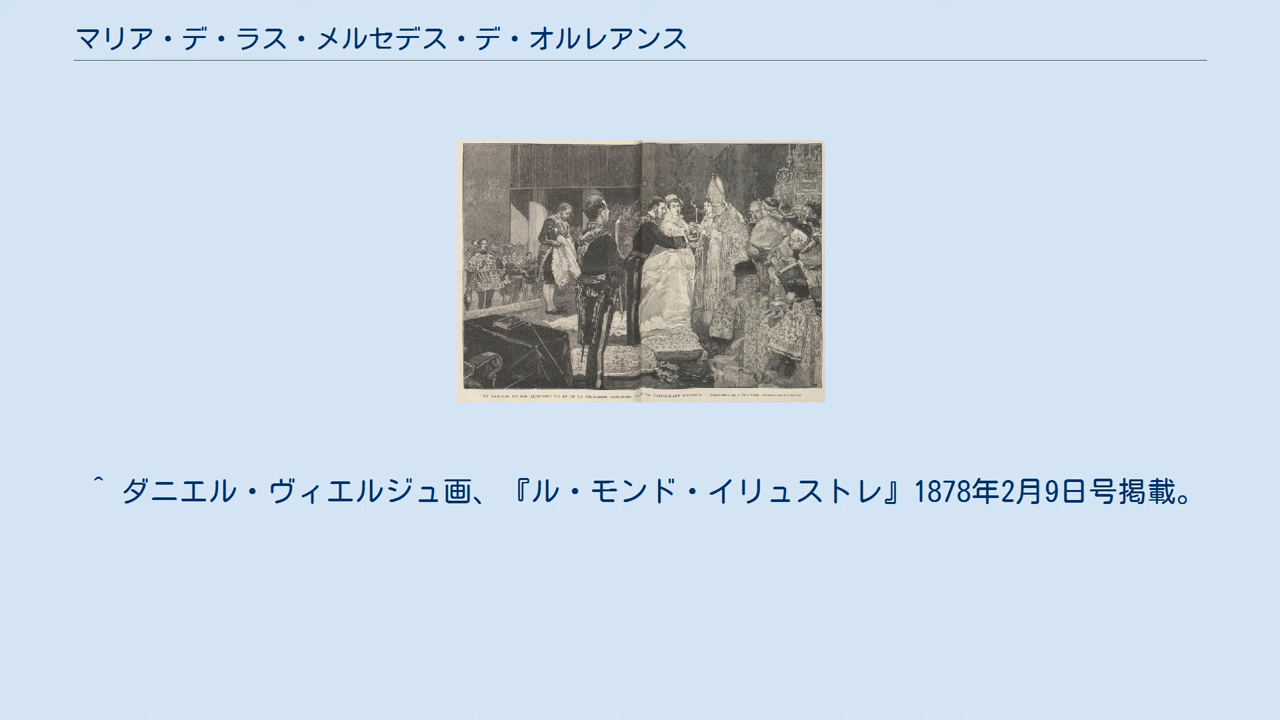 マリア・デ・ラス・メルセデス・デ・オルレアンス
^ ダニエル・ヴィエルジュ画、『ル・モンド・イリュストレ』1878年2月9日号掲載。